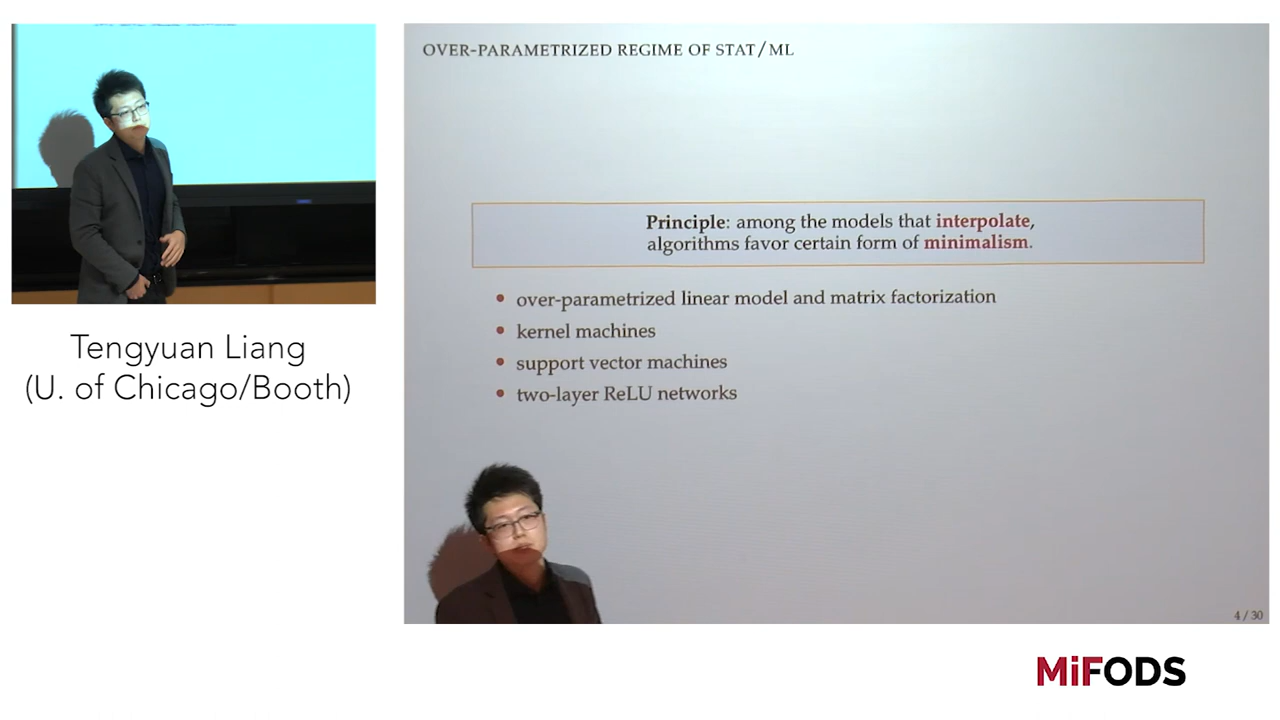 OVER-PARAMETRIZED REGIME OF STAT/ML
Principle: among the models that interpolate,
algorithms favor certain form of minimalism.
• over-parametrized linear model and matrix factorization
• kernel machines
• support vector machines
• two-layer ReLU networks
4 / 30
Tengyuan Liang
(U. of Chicago/Booth)
MiFODS